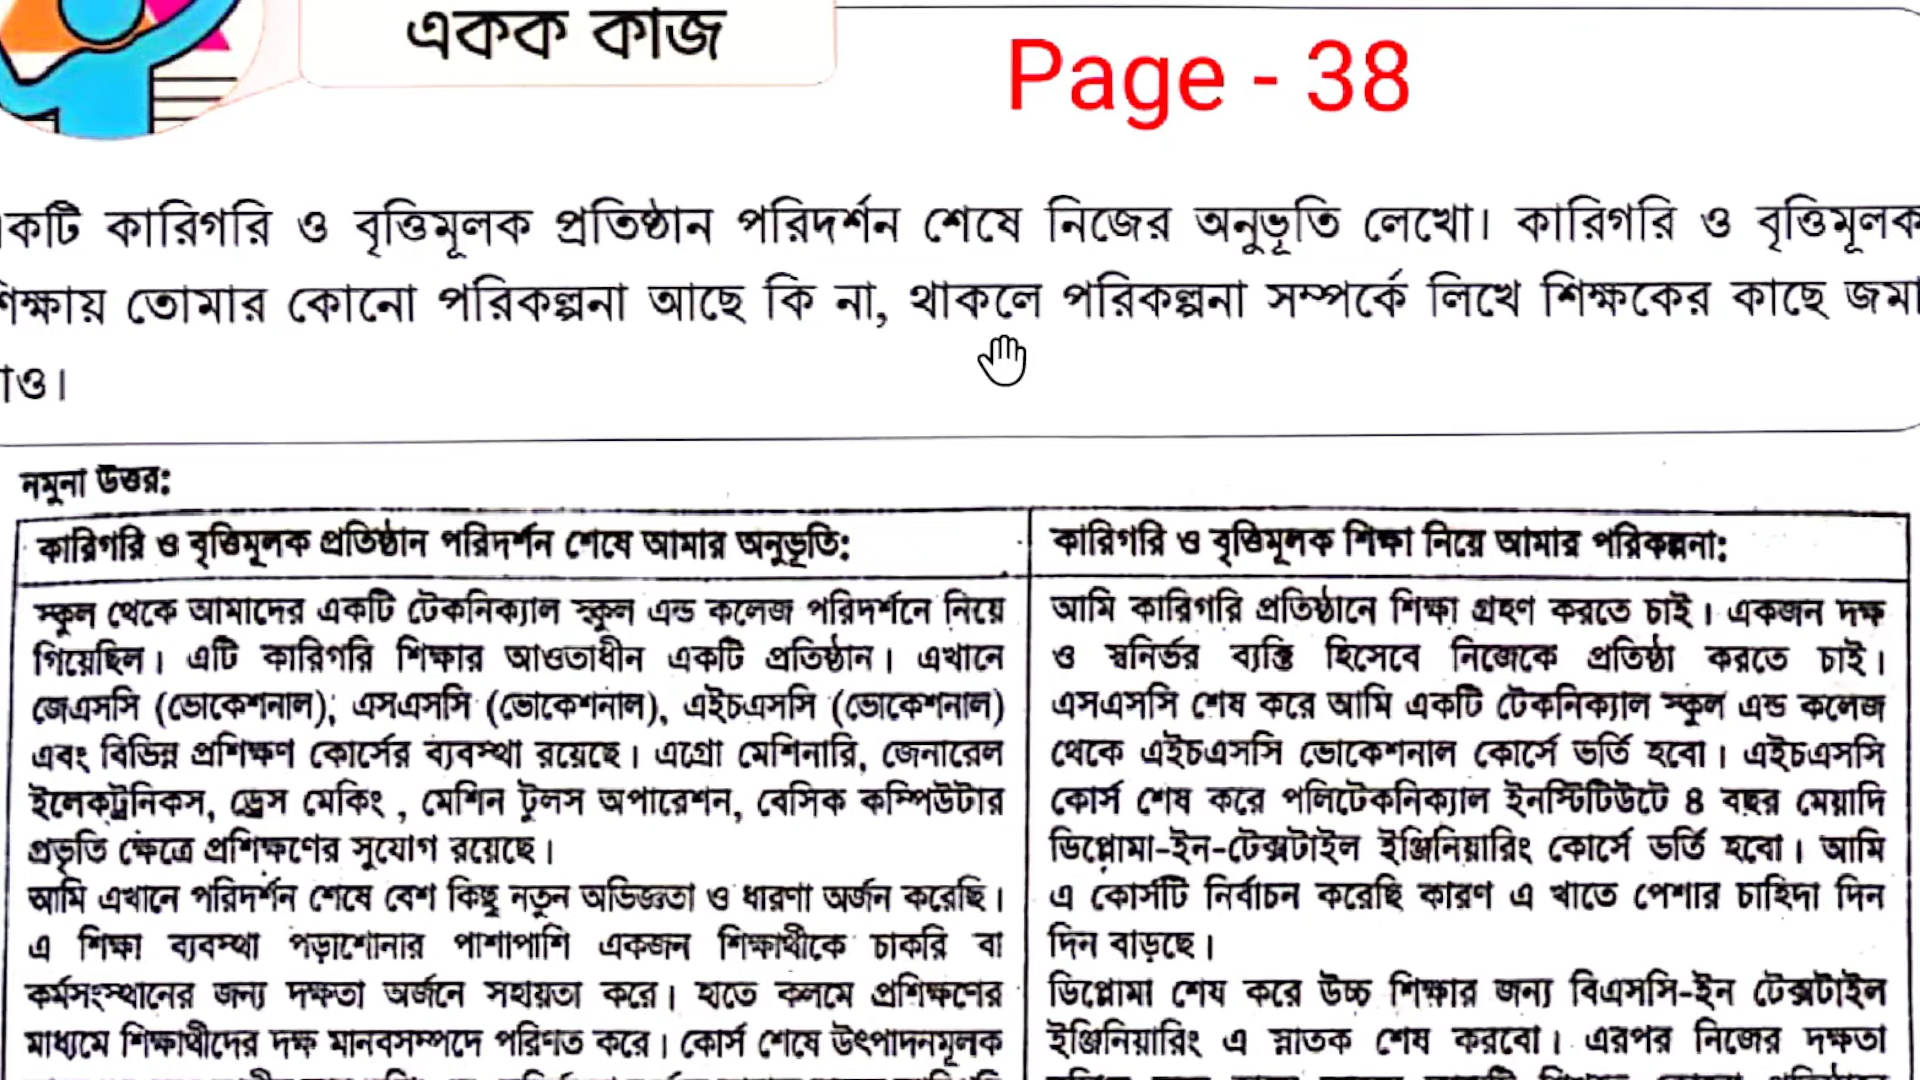 একক কাজ
Page - 38
কটি কারিগরি ও বৃত্তিমূলক প্রতিষ্ঠান পরিদর্শন শেষে নিজের অনুভূতি লেখো। কারিগরি ও বৃত্তিমূলক
শিক্ষায় তোমার কোনো পরিকল্পনা আছে কি না, থাকলে পরিকল্পনা সম্পর্কে লিখে শিক্ষকের কাছে জমা
াও।
নমুনা উত্তর:
কারিগরি ও বৃত্তিমূলক প্রতিষ্ঠান পরিদর্শন শেষে আমার অনুভূতি:
স্কুল থেকে আমাদের একটি টেকনিক্যাল স্কুল এন্ড কলেজ পরিদর্শনে নিয়ে
গিয়েছিল। এটি কারিগরি শিক্ষার আওতাধীন একটি প্রতিষ্ঠান। এখানে
জেএসসি (ভোকেশনাল), এসএসসি (ভোকেশনাল), এইচএসসি (ভোকেশনাল)
এবং বিভিন্ন প্রশিক্ষণ কোর্সের ব্যবস্থা রয়েছে। এগ্রো মেশিনারি, জেনারেল
ইলেকট্রনিকস, ড্রেস মেকিং , মেশিন টুলস অপারেশন, বেসিক কম্পিউটার
প্রভৃতি ক্ষেত্রে প্রশিক্ষণের সুযোগ রয়েছে।
আমি এখানে পরিদর্শন শেষে বেশ কিছু নতুন অভিজ্ঞতা ও ধারণা অর্জন করেছি।
এ শিক্ষা ব্যবস্থা পড়াশোনার পাশাপাশি একজন শিক্ষার্থীকে চাকরি বা
কর্মসংস্থানের জন্য দক্ষতা অর্জনে সহায়তা করে। হাতে কলমে প্রশিক্ষণের
মাধ্যমে শিক্ষার্থীদের দক্ষ মানবসম্পদে পরিণত করে। কোর্স শেষে উৎপাদনমূলক
কারিগরি ও বৃত্তিমূলক শিক্ষা নিয়ে আমার পরিকল্পনা:
আমি কারিগরি প্রতিষ্ঠানে শিক্ষা গ্রহণ করতে চাই। একজন দক্ষ
ও স্বনির্ভর ব্যক্তি হিসেবে নিজেকে প্রতিষ্ঠা করতে চাই।
এসএসসি শেষ করে আমি একটি টেকনিক্যাল স্কুল এন্ড কলেজ
থেকে এইচএসসি ভোকেশনাল কোর্সে ভর্তি হবো। এইচএসসি
কোর্স শেষ করে পলিটেকনিক্যাল ইনস্টিটিউটে ৪ বছর মেয়াদি
ডিপ্লোমা-ইন-টেক্সটাইল ইঞ্জিনিয়ারিং কোর্সে ভর্তি হবো। আমি
এ কোর্সটি নির্বাচন করেছি কারণ এ খাতে পেশার চাহিদা দিন
দিন বাড়ছে।
ডিপ্লোমা শেষ করে উচ্চ শিক্ষার জন্য বিএসসি-ইন টেক্সটাইল
ইঞ্জিনিয়ারিং এ স্নাতক শেষ করবো। এরপর নিজের দক্ষতা